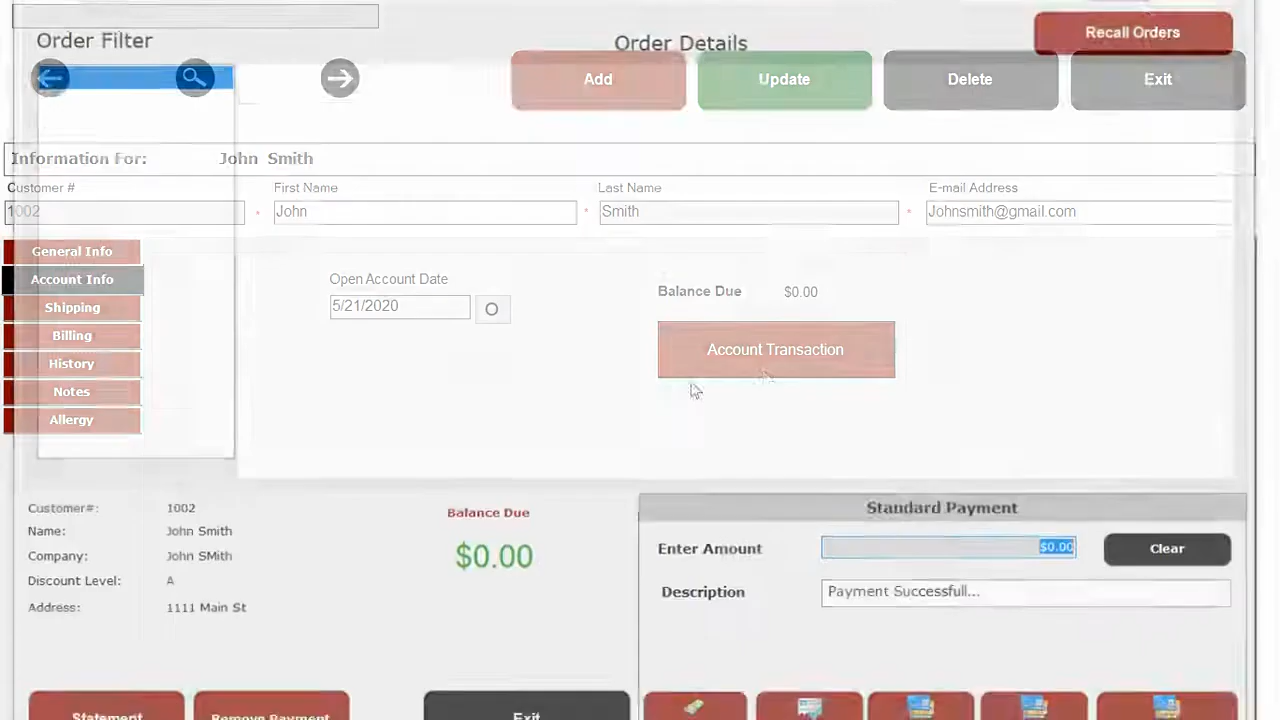 Order Filter
Order Details
Recall Orders
Add
Update
Delete
Exit
Information For: John Smith
Customer #
First Name
Last Name
E-mail Address
1002
*
John
*
Smith
*
Johnsmith@gmail.com
General Info
Account Info
Shipping
Billing
History
Notes
Allergy
Open Account Date
5/21/2020
Balance Due $0.00
Account Transaction
Customer#: 1002
Name: John Smith
Company: John SMith
Discount Level: A
Address: 1111 Main St
Balance Due
$0.00
Standard Payment
Enter Amount
$0.00
Clear
Description
Payment Successfull...
Statement
Remove Payment
Exit